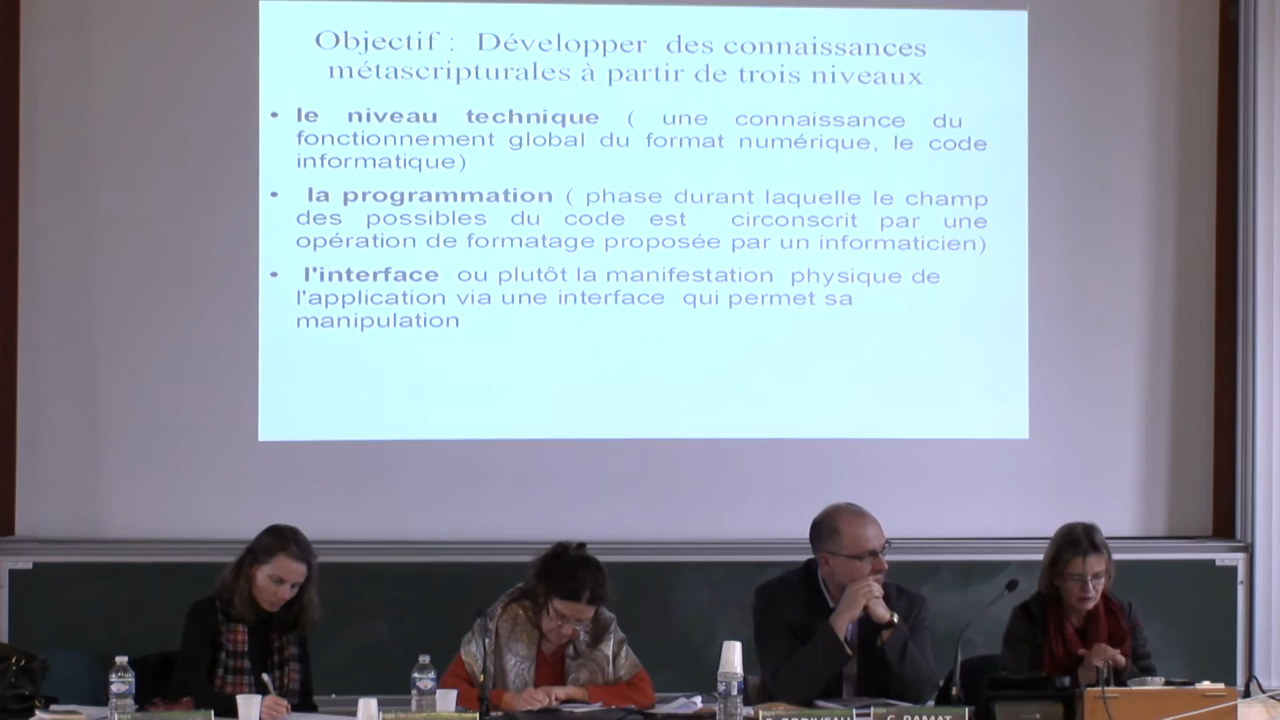 Objectif : Développer des connaissances
métascripturales à partir de trois niveaux
• le niveau technique ( une connaissance du
fonctionnement global du format numérique, le code
informatique)
• la programmation ( phase durant laquelle le champ
des possibles du code est circonscrit par une
opération de formatage proposée par un informaticien)
• l'interface ou plutôt la manifestation physique de
l'application via une interface qui permet sa
manipulation